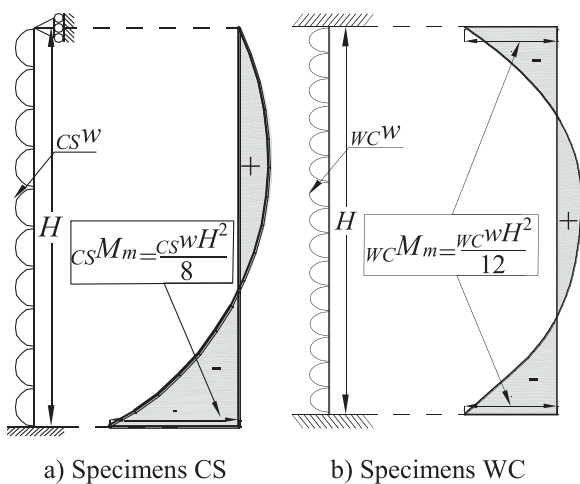 CSw
WCw
H
H
+
+
CSMm=CSwH²/8
WCMm=WCwH²/12
-
-
-
-
a) Specimens CS
b) Specimens WC